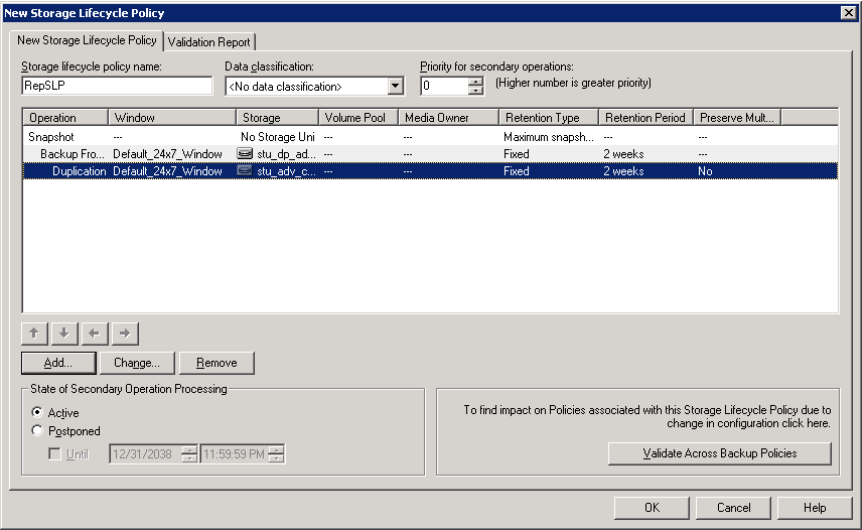 New Storage Lifecycle Policy
New Storage Lifecycle Policy Validation Report
Storage lifecycle policy name: Data classification: Priority for secondary operations:
RepSLP <No data classification> 0 (Higher number is greater priority)
Operation Window Storage Volume Pool Media Owner Retention Type Retention Period Preserve Mult...
Snapshot --- No Storage Uni --- --- Maximum snapsh... --- ---
Backup Fro... Default_24x7_Window stu_dp_ad... --- --- Fixed 2 weeks ---
Duplication Default_24x7_Window stu_adv_c... --- --- Fixed 2 weeks No
Add... Change... Remove
State of Secondary Operation Processing
Active
Postponed
Until 12/31/2038 11:59:59 PM
To find impact on Policies associated with this Storage Lifecycle Policy due to
change in configuration click here.
Validate Across Backup Policies
OK Cancel Help